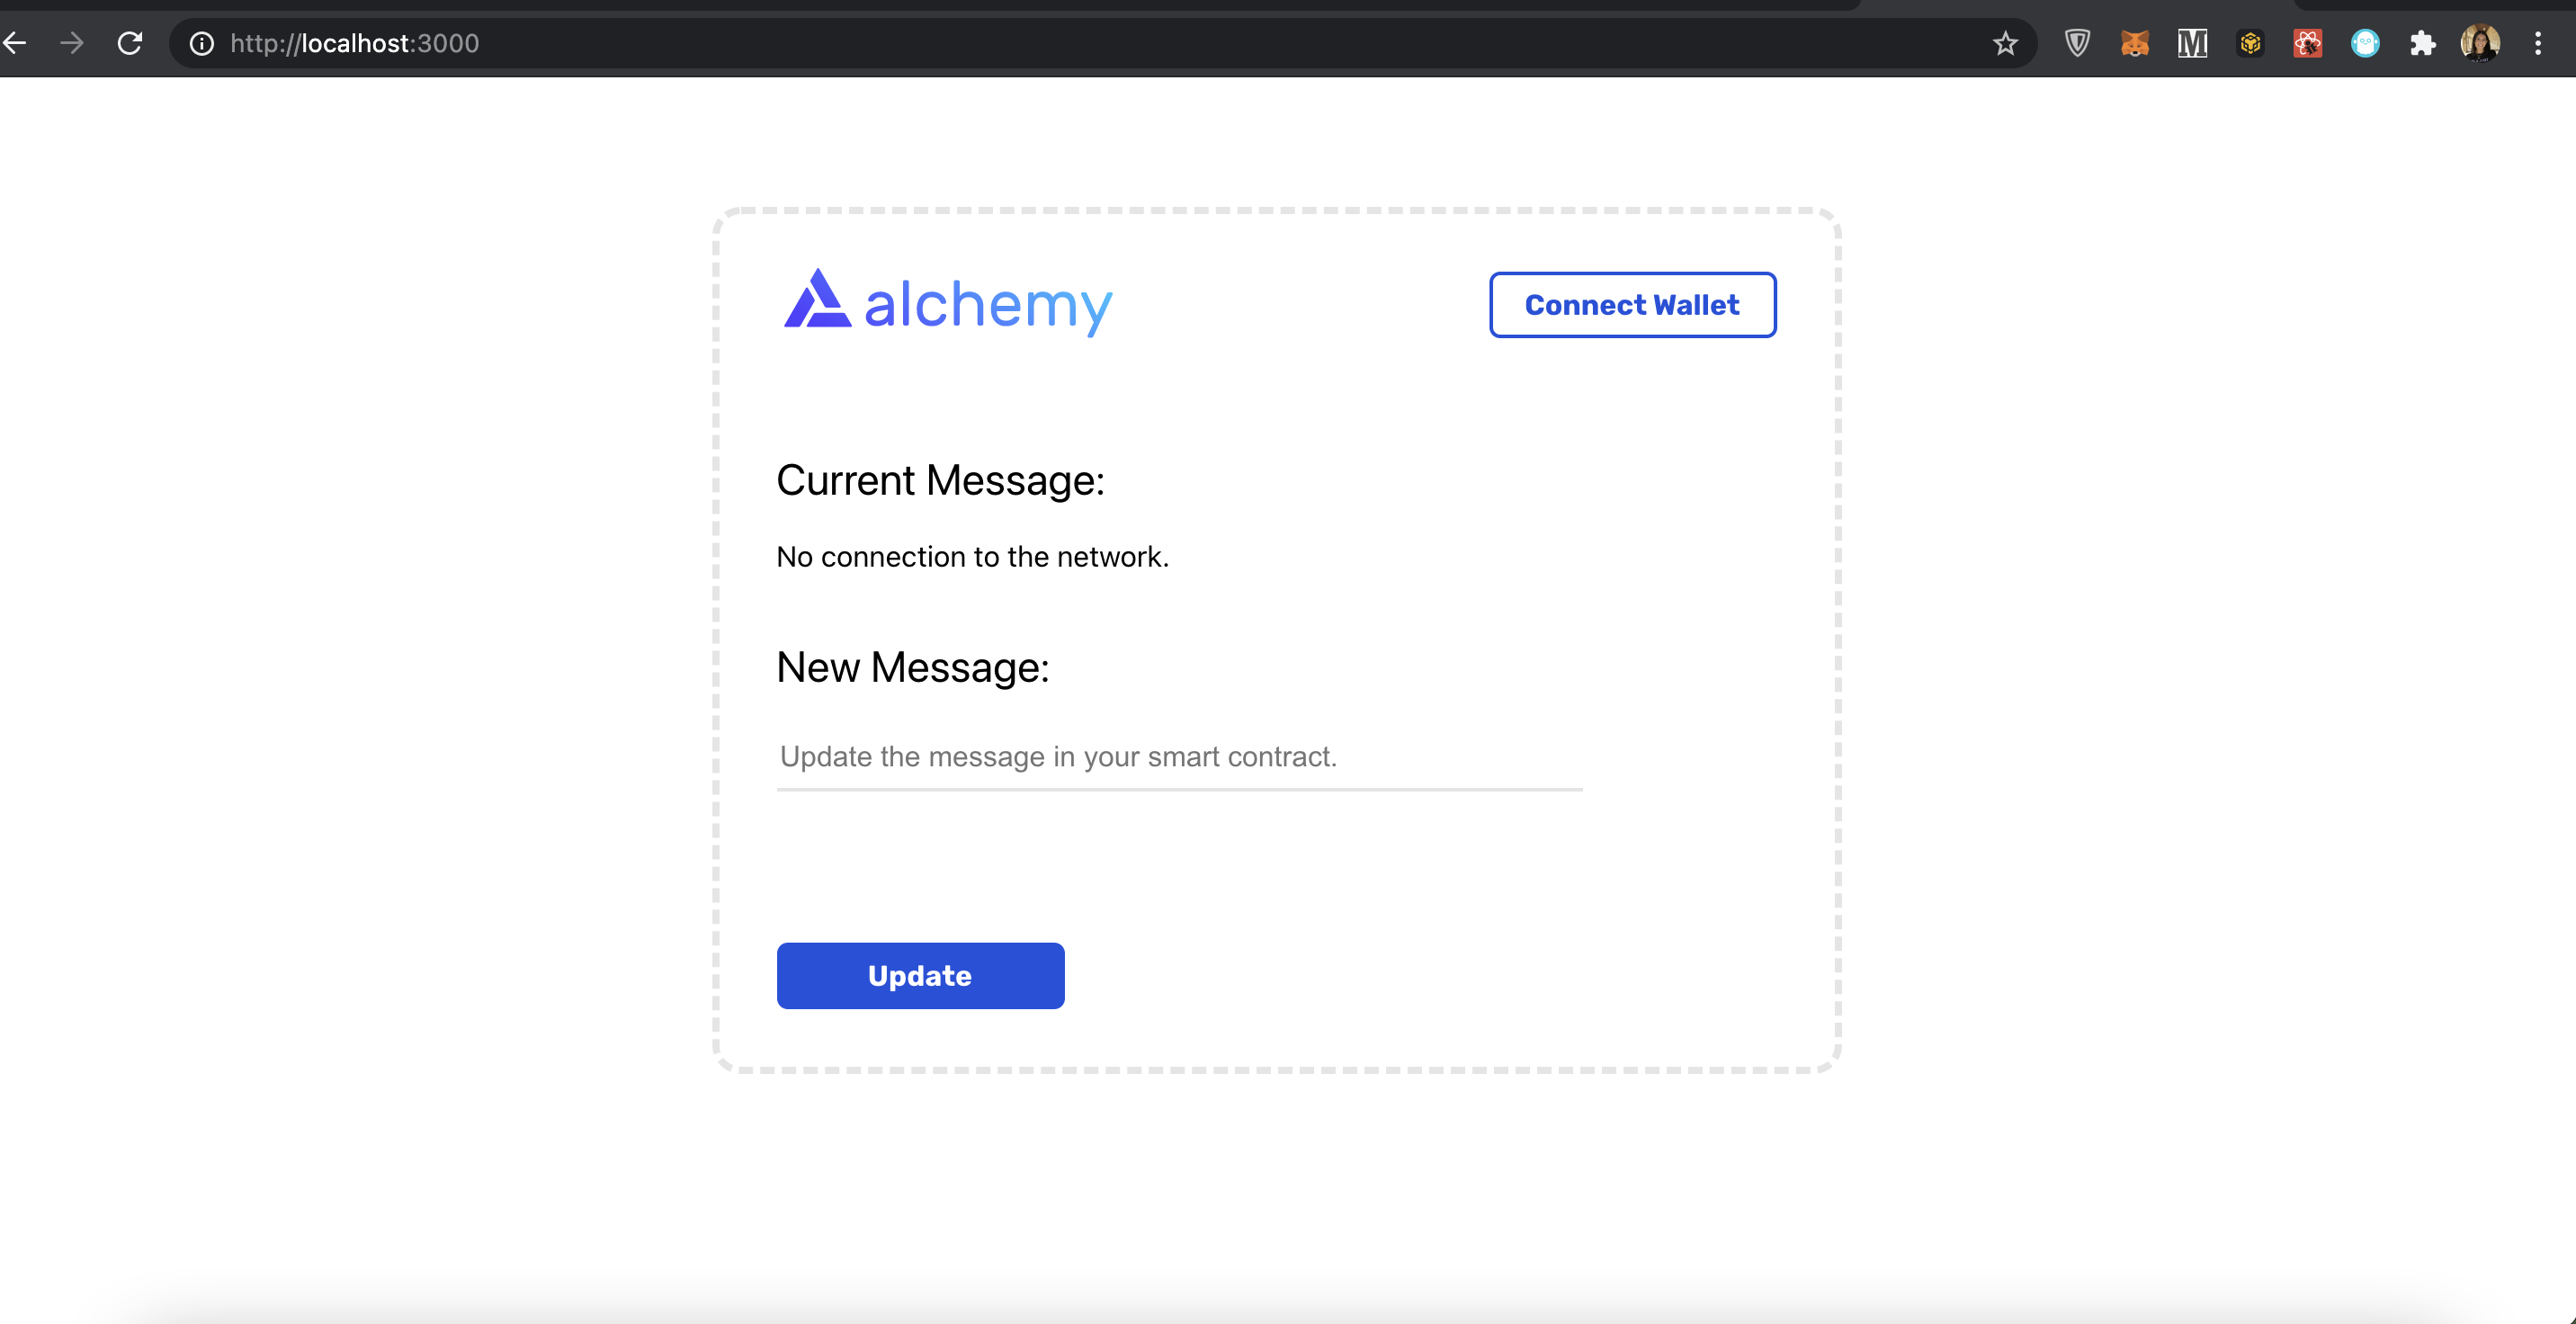 http://localhost:3000
alchemy
Connect Wallet
Current Message:
No connection to the network.
New Message:
Update the message in your smart contract.
Update